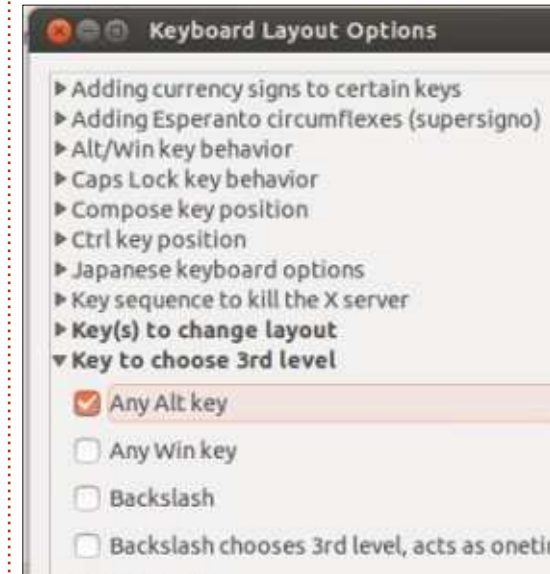 Keyboard Layout Options
Adding currency signs to certain keys
Adding Esperanto circumflexes (supersigno)
Alt/Win key behavior
Caps Lock key behavior
Compose key position
Ctrl key position
Japanese keyboard options
Key sequence to kill the X server
Key(s) to change layout
Key to choose 3rd level
Any Alt key
Any Win key
Backslash
Backslash chooses 3rd level, acts as